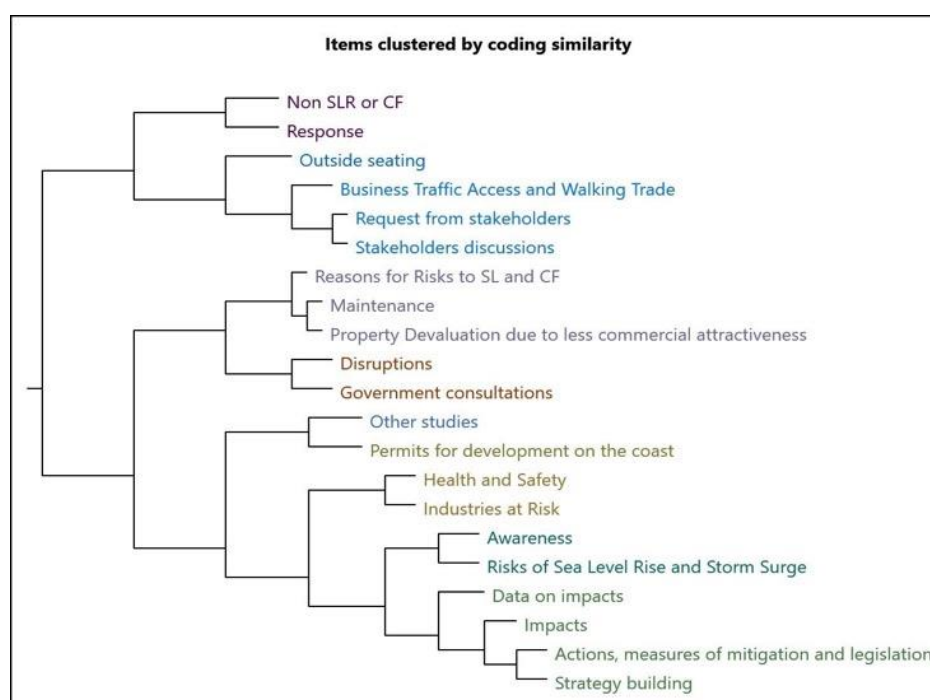 Items clustered by coding similarity
Non SLR or CF
Response
Outside seating
Business Traffic Access and Walking Trade
Request from stakeholders
Stakeholders discussions
Reasons for Risks to SL and CF
Maintenance
Property Devaluation due to less commercial attractiveness
Disruptions
Government consultations
Other studies
Permits for development on the coast
Health and Safety
Industries at Risk
Awareness
Risks of Sea Level Rise and Storm Surge
Data on impacts
Impacts
Actions, measures of mitigation and legislation
Strategy building